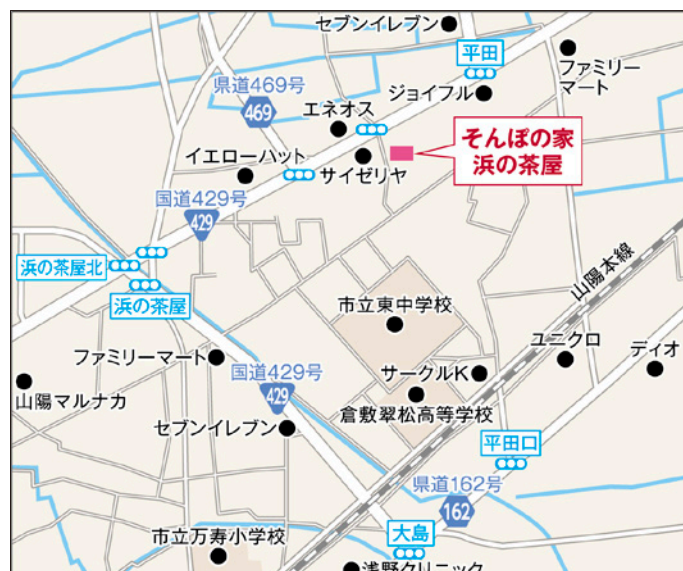 セブンイレブン
平田
ファミリー
マート
県道469号
469
エネオス
ジョイフル
そんぽの家
浜の茶屋
イエローハット
サイゼリヤ
国道429号
429
浜の茶屋北
浜の茶屋
山陽本線
市立東中学校
ファミリーマート
ユニクロ
ディオ
国道429号
429
サークルK
山陽マルナカ
倉敷翠松高等学校
セブンイレブン
平田口
県道162号
162
市立万寿小学校
大島
浅野クリニック